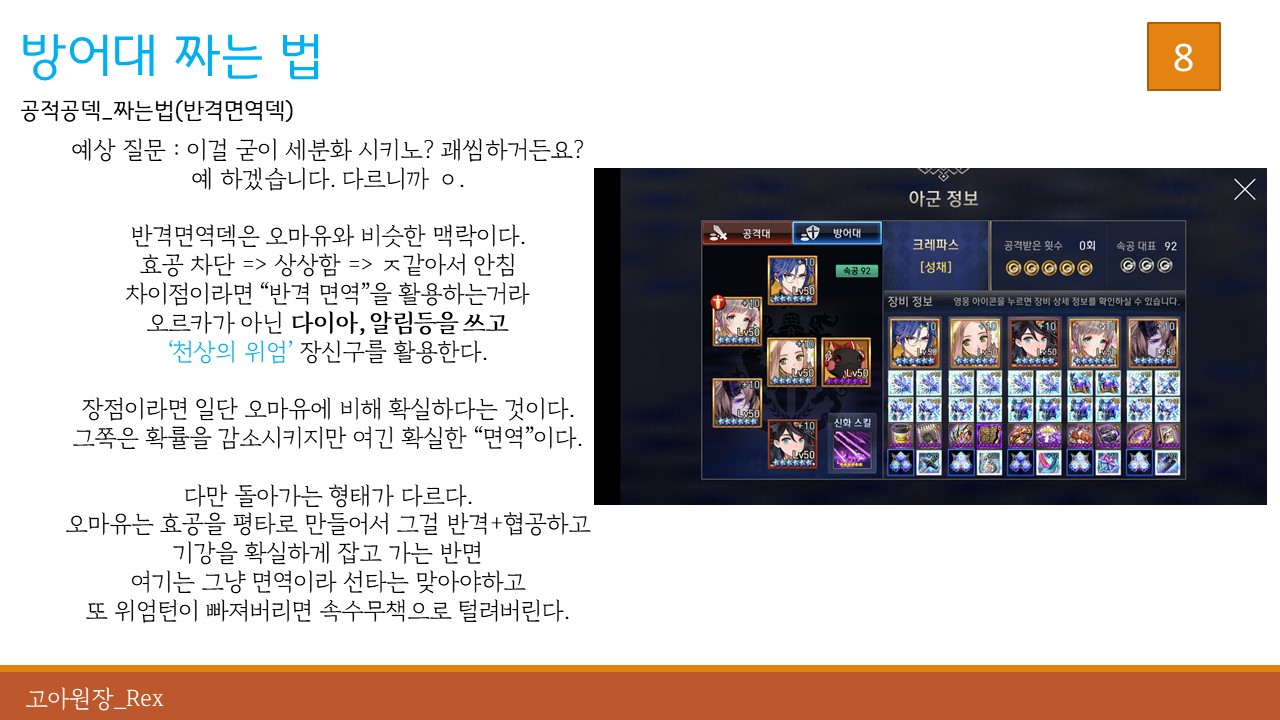 방어대 짜는 법
8
공적공덱_짜는법(반격면역덱)
예상 질문 : 이걸 굳이 세분화 시키노? 괘씸하거든요?
예 하겠습니다. 다르니까 ㅇ.
반격면역덱은 오마유와 비슷한 맥락이다.
효공 차단 => 상상함 => ㅈ같아서 안침
차이점이라면 “반격 면역”을 활용하는거라
오르카가 아닌 다이아, 알림등을 쓰고
‘천상의 위엄’ 장신구를 활용한다.
장점이라면 일단 오마유에 비해 확실하다는 것이다.
그쪽은 확률을 감소시키지만 여긴 확실한 “면역”이다.
다만 돌아가는 형태가 다르다.
오마유는 효공을 평타로 만들어서 그걸 반격+협공하고
기강을 확실하게 잡고 가는 반면
여기는 그냥 면역이라 선타는 맞아야하고
또 위엄턴이 빠져버리면 속수무책으로 털려버린다.
아군 정보
공격대
방어대
크레파스
[성채]
공격받은 횟수 0회
속공 대표 92
속공 92
장비 정보
영웅 아이콘을 누르면 장비 상세 정보를 확인하실 수 있습니다.
+10
Lv50
+10
Lv50
+10
Lv50
Lv50
+10
Lv50
+10
Lv50
신화 스킬
고아원장_Rex